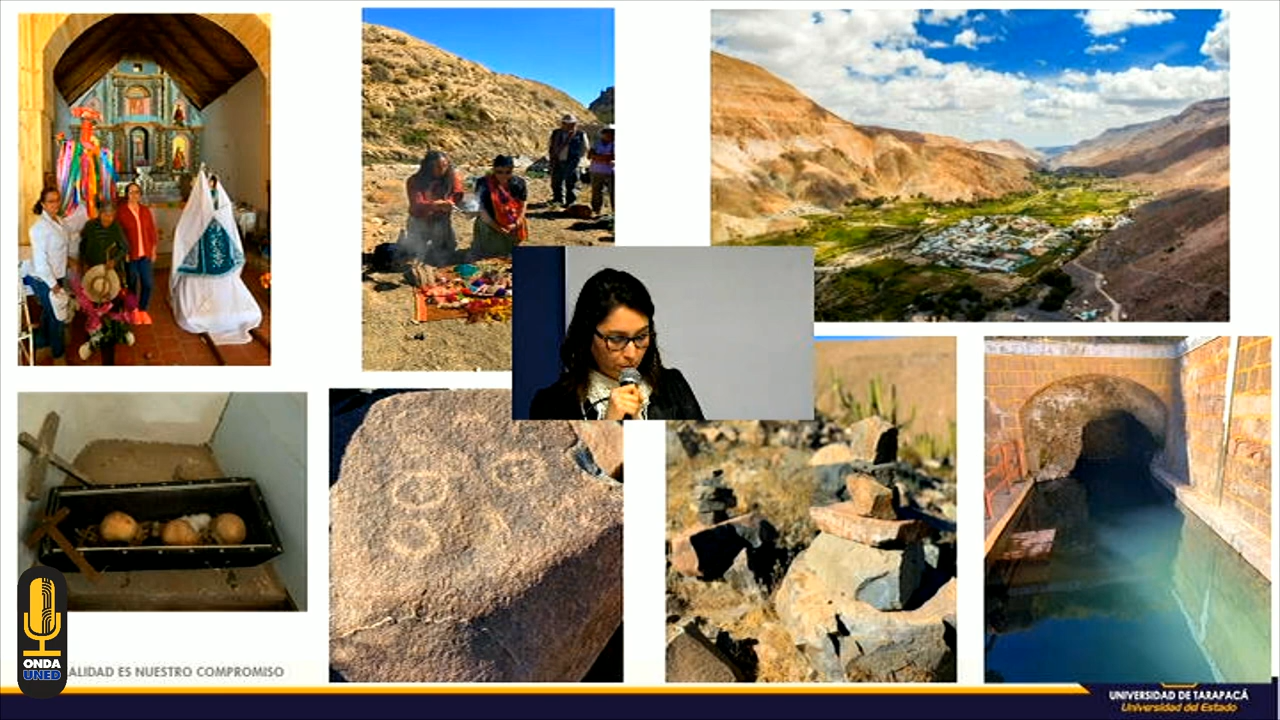 ONDA
UNED
ALIDAD ES NUESTRO COMPROMISO
UNIVERSIDAD DE TARAPACÁ
Universidad del Estado